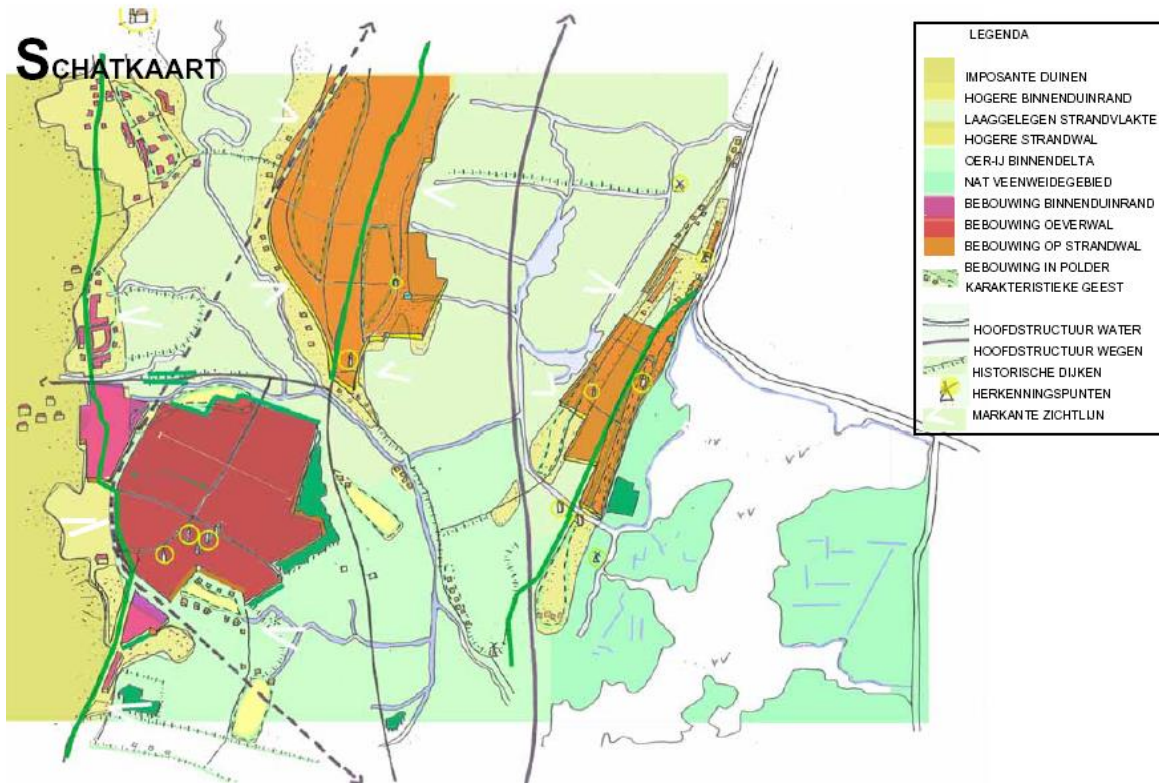 SCHATKAART
LEGENDA
IMPOSANTE DUINEN
HOGERE BINNENDUINRAND
LAAGGELEGEN STRANDVLAKTE
HOGERE STRANDWAL
OER-IJ BINNENDELTA
NAT VEENWEIDEGEBIED
BEBOUWING BINNENDUINRAND
BEBOUWING OEVERWAL
BEBOUWING OP STRANDWAL
BEBOUWING IN POLDER
KARAKTERISTIEKE GEEST
HOOFDSTRUCTUUR WATER
HOOFDSTRUCTUUR WEGEN
HISTORISCHE DIJKEN
HERKENNINGSPUNTEN
MARKANTE ZICHTLIJN